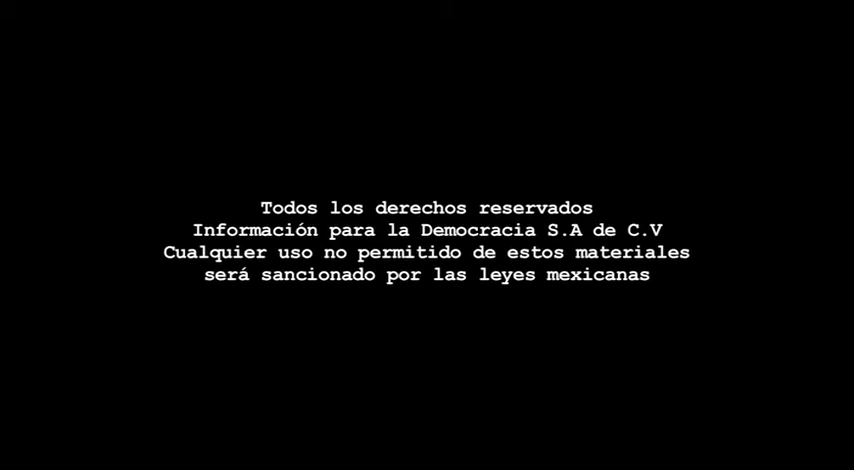 Todos los derechos reservados
Información para la Democracia S.A de C.V
Cualquier uso no permitido de estos materiales
será sancionado por las leyes mexicanas